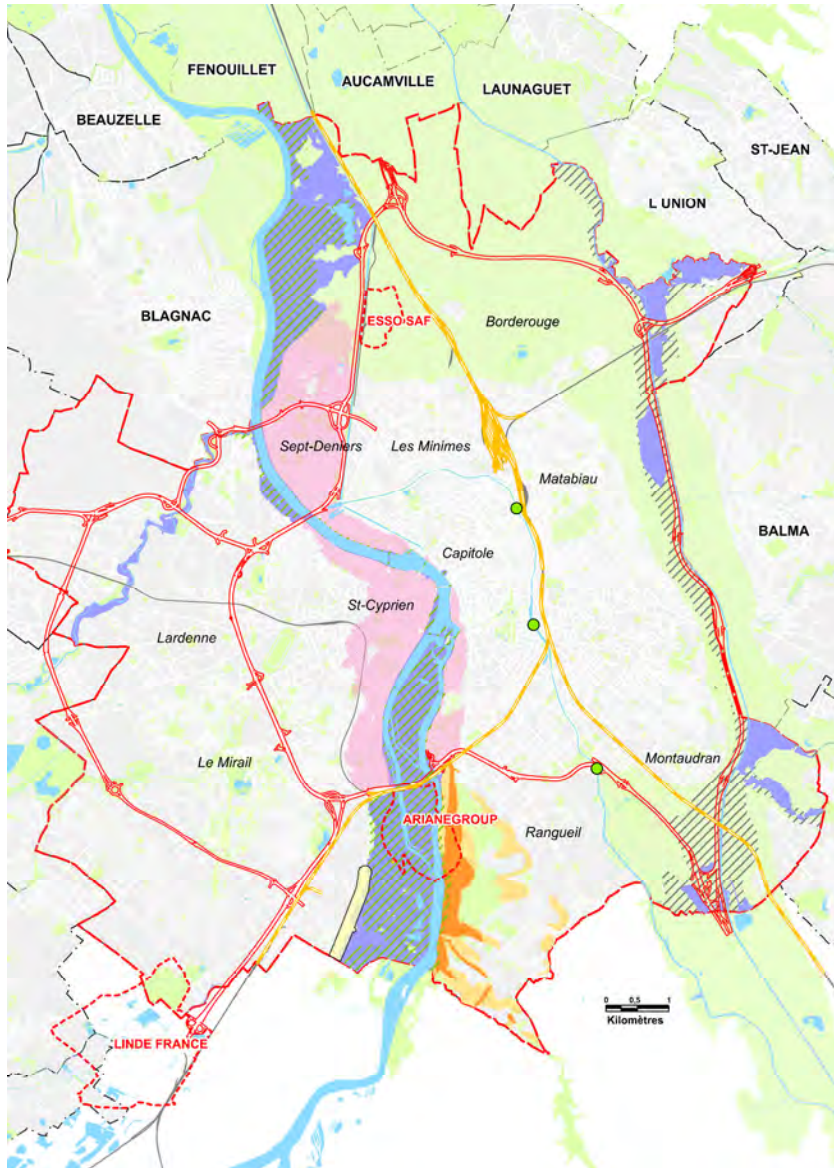 FENOUILLET
AUCAMVILLE
LAUNAGUET
BEAUZELLE
ST-JEAN
L UNION
BLAGNAC
ESSO SAF
Borderouge
Sept-Deniers
Les Minimes
Matabiau
BALMA
Capitole
St-Cyprien
Lardenne
Le Mirail
Montaudran
ARIANEGROUP
Rangueil
0 0,5 1
Kilomètres
LINDE FRANCE